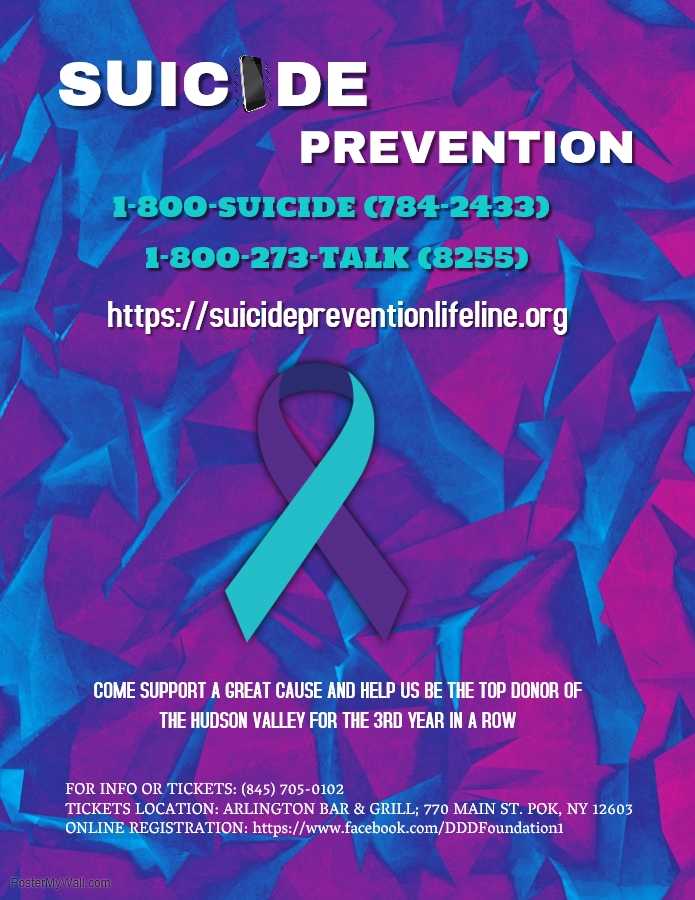 SUICIDE
PREVENTION
1-800-SUICIDE (784-2433)
1-800-273-TALK (8255)
https://suicidepreventionlifeline.org
COME SUPPORT A GREAT CAUSE AND HELP US BE THE TOP DONOR OF
THE HUDSON VALLEY FOR THE 3RD YEAR IN A ROW
FOR INFO OR TICKETS: (845) 705-0102
TICKETS LOCATION: ARLINGTON BAR & GRILL; 770 MAIN ST. POK, NY 12603
ONLINE REGISTRATION: https://www.facebook.com/DDDFoundation1
PosterMyWall.com